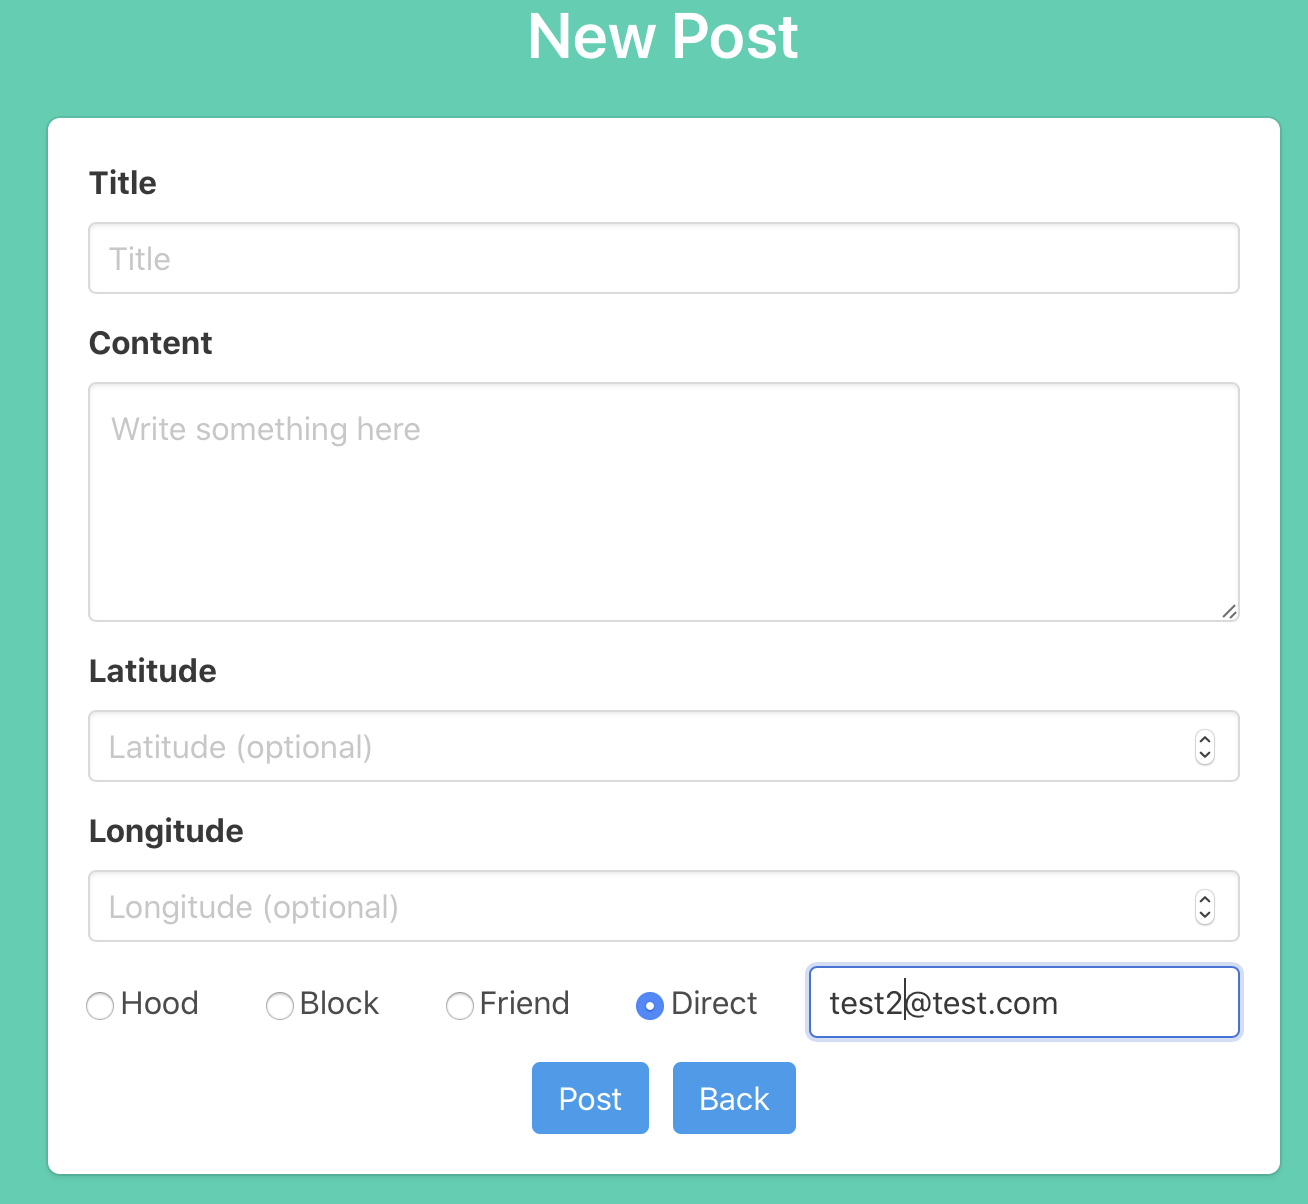 New Post
Title
Title
Content
Write something here
Latitude
Latitude (optional)
Longitude
Longitude (optional)
Hood Block Friend Direct test2@test.com
Post Back